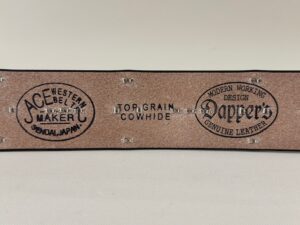 ACE WESTERN
BELT
MAKER
SENDAI, JAPAN
TOP GRAIN
COWHIDE
MODERN WORKING
DESIGN
Dapper's
GENUINE LEATHER